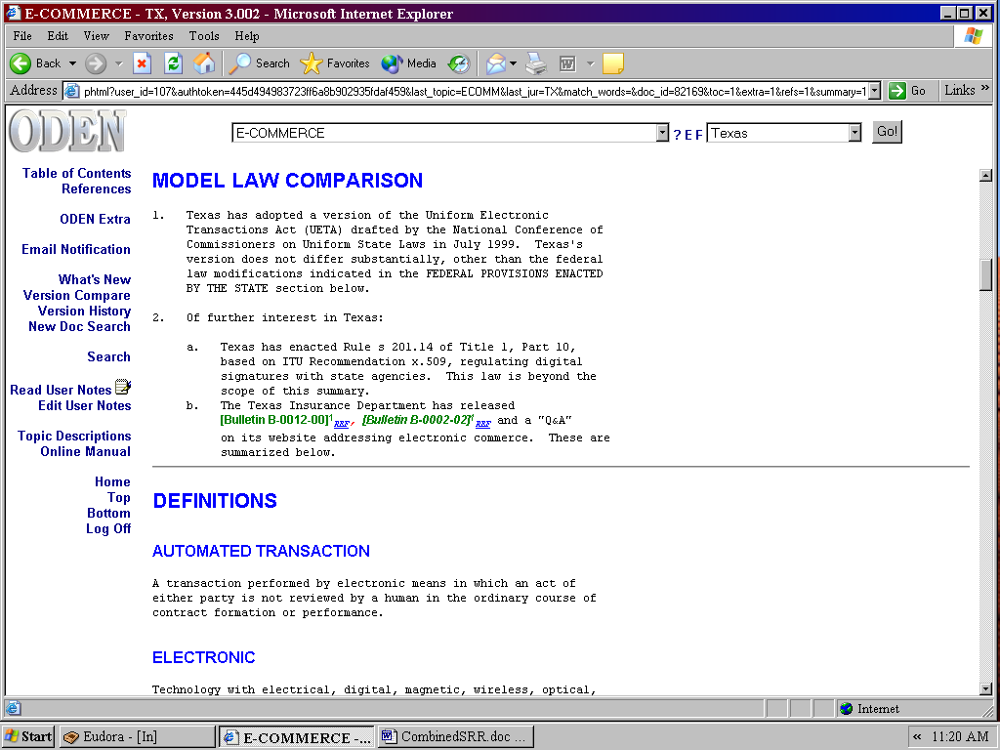 E-COMMERCE - TX, Version 3.002 - Microsoft Internet Explorer
File Edit View Favorites Tools Help
Back Search Favorites Media
Address phtml?user_id=107&authtoken=445d494983723ff6a8b902935fdaf459&last_topic=ECOMM&last_jur=TX&match_words=&doc_id=82169&toc=1&extra=1&refs=1&summary=1 Go Links »
ODEN E-COMMERCE ? E F Texas Go!
Table of Contents
References
ODEN Extra
Email Notification
What's New
Version Compare
Version History
New Doc Search
Search
Read User Notes
Edit User Notes
Topic Descriptions
Online Manual
Home
Top
Bottom
Log Off
MODEL LAW COMPARISON
1. Texas has adopted a version of the Uniform Electronic
Transactions Act (UETA) drafted by the National Conference of
Commissioners on Uniform State Laws in July 1999. Texas's
version does not differ substantially, other than the federal
law modifications indicated in the FEDERAL PROVISIONS ENACTED
BY THE STATE section below.
2. Of further interest in Texas:
a. Texas has enacted Rule s 201.14 of Title 1, Part 10,
based on ITU Recommendation x.509, regulating digital
signatures with state agencies. This law is beyond the
scope of this summary.
b. The Texas Insurance Department has released
[Bulletin B-0012-00]¹ REF, [Bulletin B-0002-02]¹ REF and a "Q&A"
on its website addressing electronic commerce. These are
summarized below.
DEFINITIONS
AUTOMATED TRANSACTION
A transaction performed by electronic means in which an act of
either party is not reviewed by a human in the ordinary course of
contract formation or performance.
ELECTRONIC
Technology with electrical, digital, magnetic, wireless, optical,
Internet
Start Eudora - [In] E-COMMERCE -... CombinedSRR.doc ... « 11:20 AM